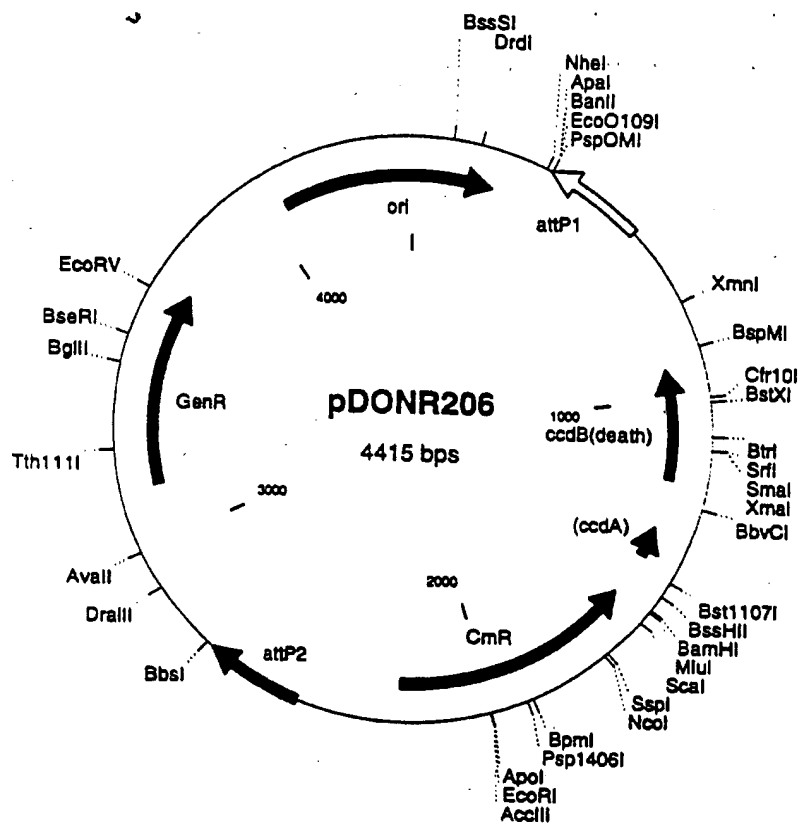 BssSI
DrdI
NheI
ApaI
BanII
EcoO109I
PspOMI
ori
attP1
EcoRV
4000
XmnI
BseRI
BspMI
BglII
GenR
pDONR206
Cfr10I
BstXI
1000
ccdB(death)
4415 bps
BtrI
Tth111I
SrfI
SmaI
3000
XmaI
(ccdA)
BbvCI
AvaII
2000
DraIII
Bst1107I
CmR
BssHII
BamHI
attP2
MluI
BbsI
ScaI
SspI
NcoI
BpmI
Psp1406I
ApoI
EcoRI
AccIII